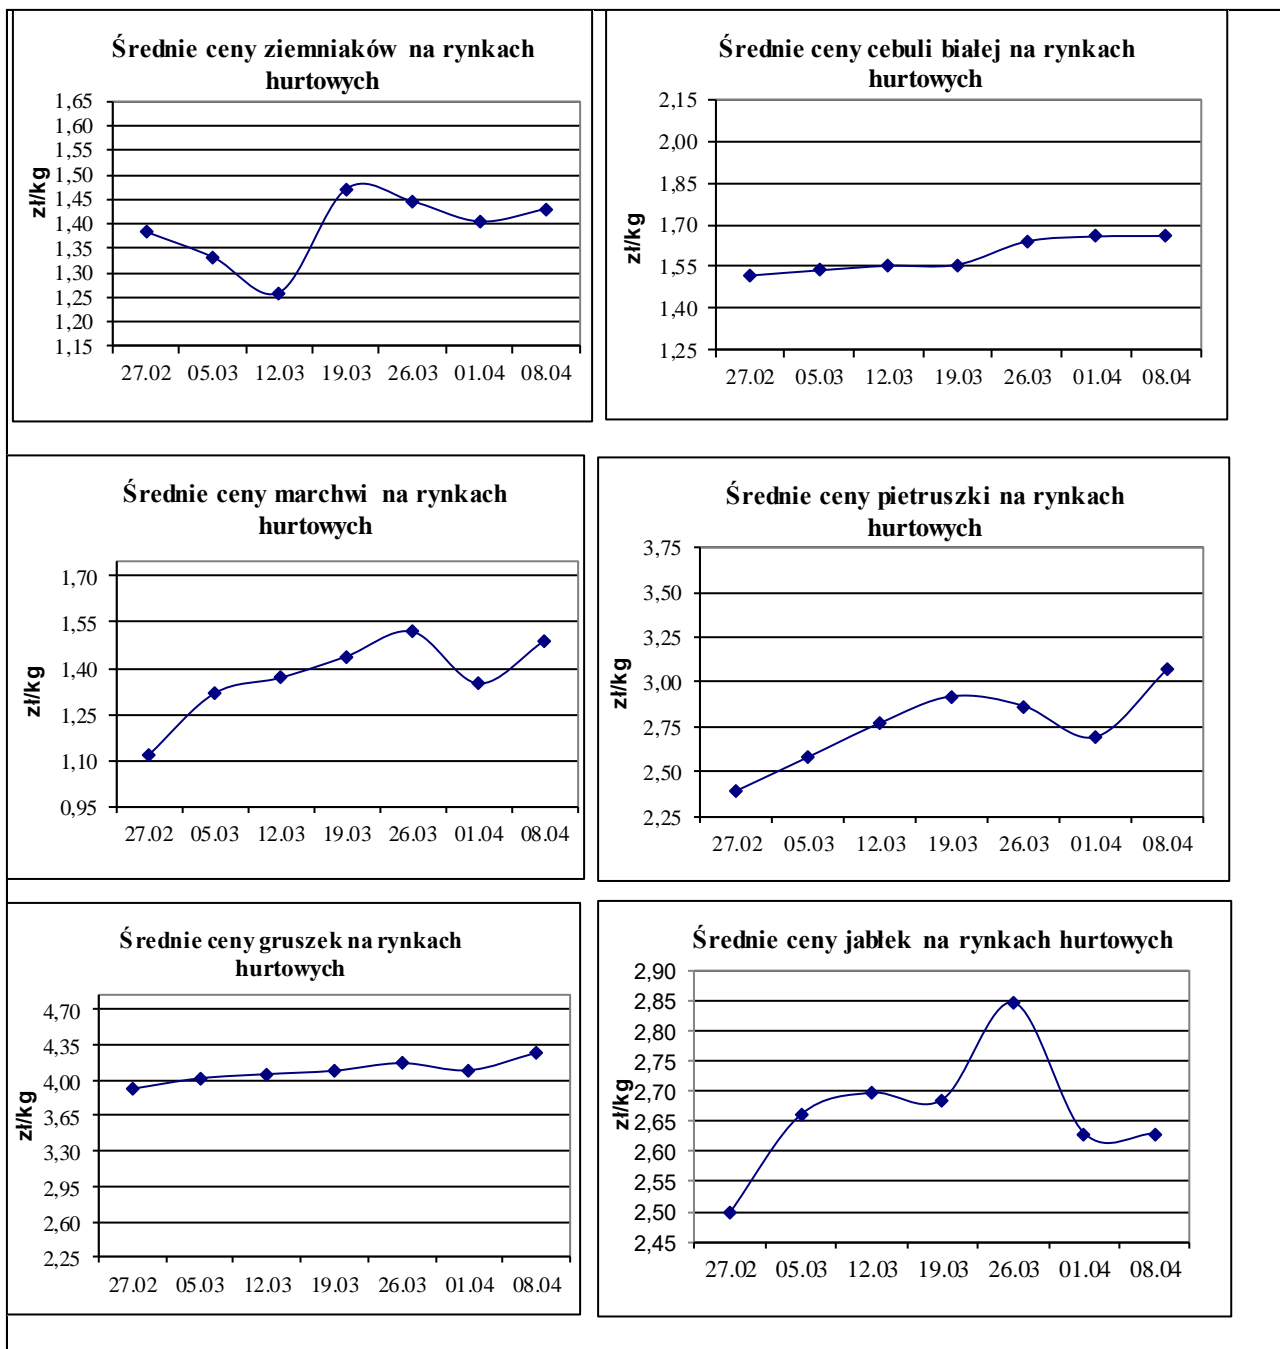 Średnie ceny ziemniaków na rynkach
hurtowych
zł/kg
1,65
1,60
1,55
1,50
1,45
1,40
1,35
1,30
1,25
1,20
1,15
27.02 05.03 12.03 19.03 26.03 01.04 08.04
Średnie ceny cebuli białej na rynkach
hurtowych
zł/kg
2,15
2,00
1,85
1,70
1,55
1,40
1,25
27.02 05.03 12.03 19.03 26.03 01.04 08.04
Średnie ceny marchwi na rynkach
hurtowych
zł/kg
1,70
1,55
1,40
1,25
1,10
0,95
27.02 05.03 12.03 19.03 26.03 01.04 08.04
Średnie ceny pietruszki na rynkach
hurtowych
zł/kg
3,75
3,50
3,25
3,00
2,75
2,50
2,25
27.02 05.03 12.03 19.03 26.03 01.04 08.04
Średnie ceny gruszek na rynkach
hurtowych
zł/kg
4,70
4,35
4,00
3,65
3,30
2,95
2,60
2,25
27.02 05.03 12.03 19.03 26.03 01.04 08.04
Średnie ceny jabłek na rynkach hurtowych
zł/kg
2,90
2,85
2,80
2,75
2,70
2,65
2,60
2,55
2,50
2,45
27.02 05.03 12.03 19.03 26.03 01.04 08.04